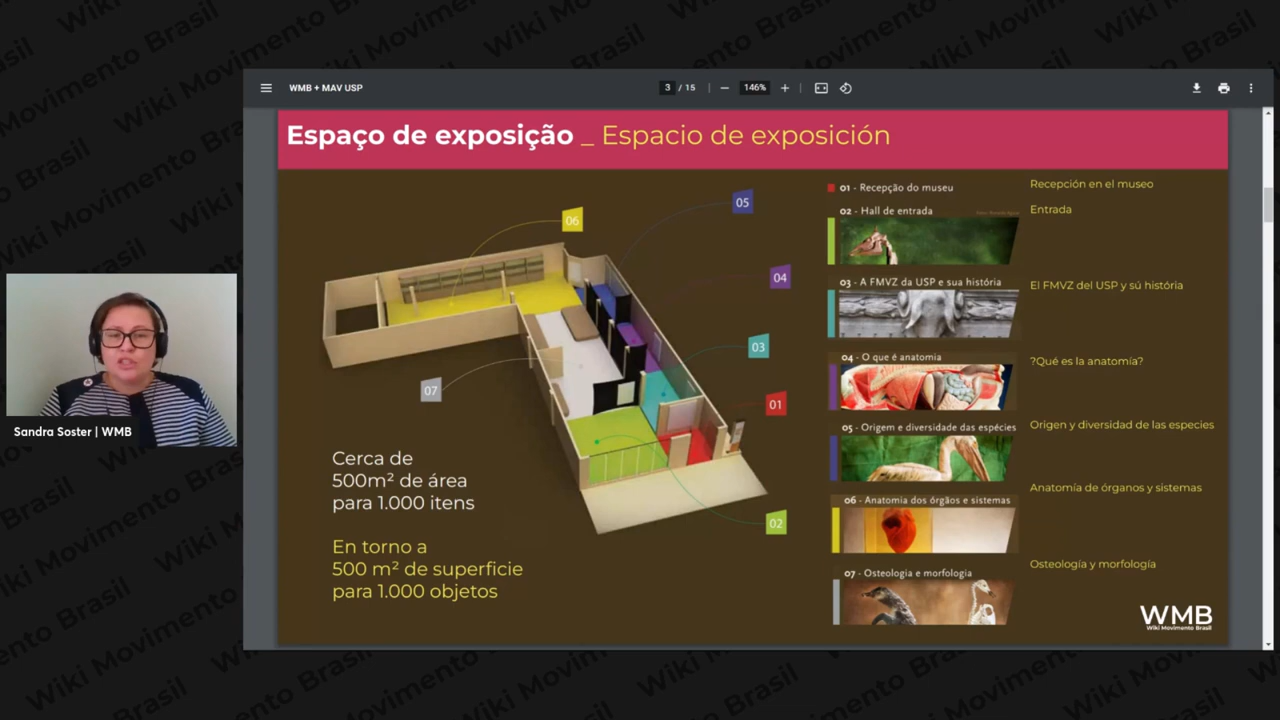 Wiki Movimento Brasil
WMB + MAV USP
3 / 15
146%
Espaço de exposição _ Espacio de exposición
01 - Recepção do museu
Recepción en el museo
02 - Hall de entrada
Entrada
03 - A FMVZ da USP e sua história
El FMVZ del USP y sú história
04 - O que é anatomia
?Qué es la anatomía?
05 - Origem e diversidade das espécies
Origen y diversidad de las especies
06 - Anatomia dos órgãos e sistemas
Anatomía de órganos y sistemas
07 - Osteologia e morfologia
Osteología y morfología
06
05
04
03
07
01
02
Cerca de
500m² de área
para 1.000 itens
En torno a
500 m² de superficie
para 1.000 objetos
WMB
Wiki Movimento Brasil
Sandra Soster | WMB